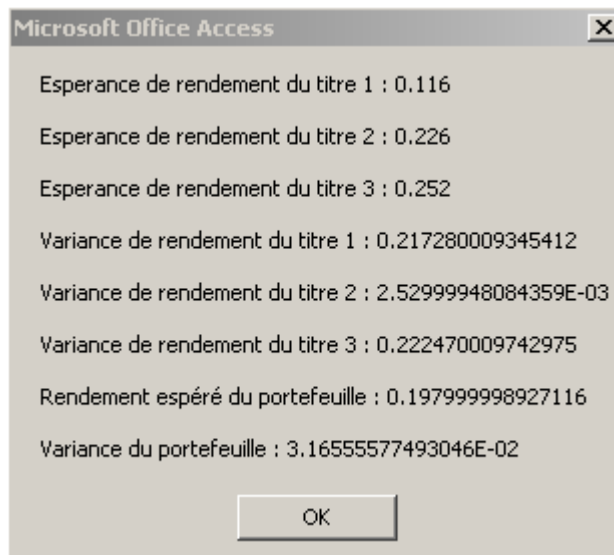 Microsoft Office Access
Esperance de rendement du titre 1 : 0.116
Esperance de rendement du titre 2 : 0.226
Esperance de rendement du titre 3 : 0.252
Variance de rendement du titre 1 : 0.217280009345412
Variance de rendement du titre 2 : 2.52999948084359E-03
Variance de rendement du titre 3 : 0.222470009742975
Rendement espéré du portefeuille : 0.197999998927116
Variance du portefeuille : 3.16555577493046E-02
OK